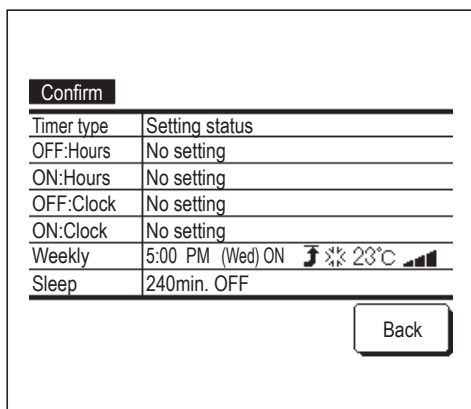 Confirm
Timer type Setting status
OFF:Hours No setting
ON:Hours No setting
OFF:Clock No setting
ON:Clock No setting
Weekly 5:00 PM (Wed) ON 23°C
Sleep 240min. OFF
Back